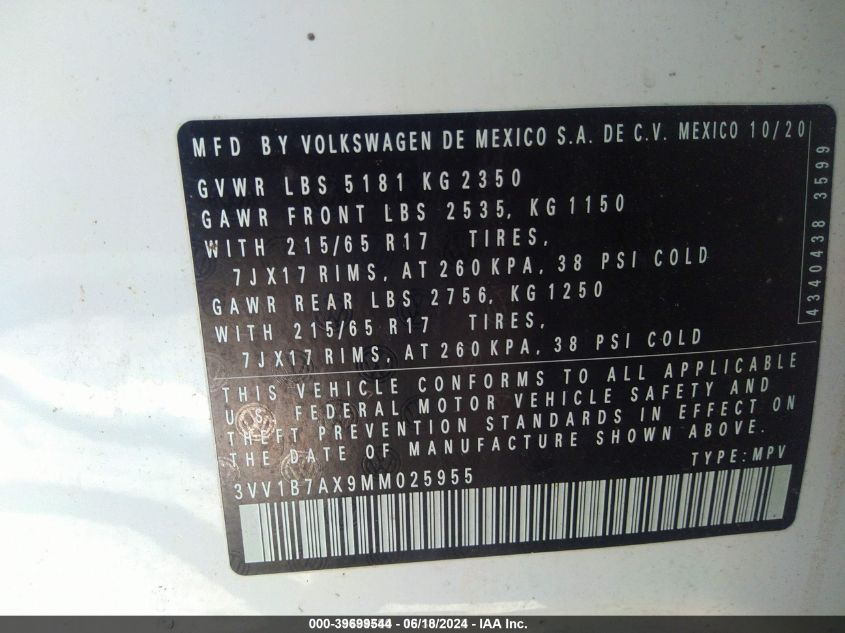 MFD BY VOLKSWAGEN DE MEXICO S.A. DE C.V. MEXICO 10/20
GVWR LBS 5181 KG 2350
GAWR FRONT LBS 2535, KG 1150
WITH 215/65 R17 TIRES,
7JX17 RIMS, AT 260 KPA, 38 PSI COLD
GAWR REAR LBS 2756, KG 1250
WITH 215/65 R17 TIRES,
7JX17 RIMS, AT 260 KPA, 38 PSI COLD
4340438 3599
THIS VEHICLE CONFORMS TO ALL APPLICABLE
U.S. FEDERAL MOTOR VEHICLE SAFETY AND
THEFT PREVENTION STANDARDS IN EFFECT ON
THE DATE OF MANUFACTURE SHOWN ABOVE.
TYPE: MPV
3VV1B7AX9MM025955
000-39699544 - 06/18/2024 - IAA Inc.